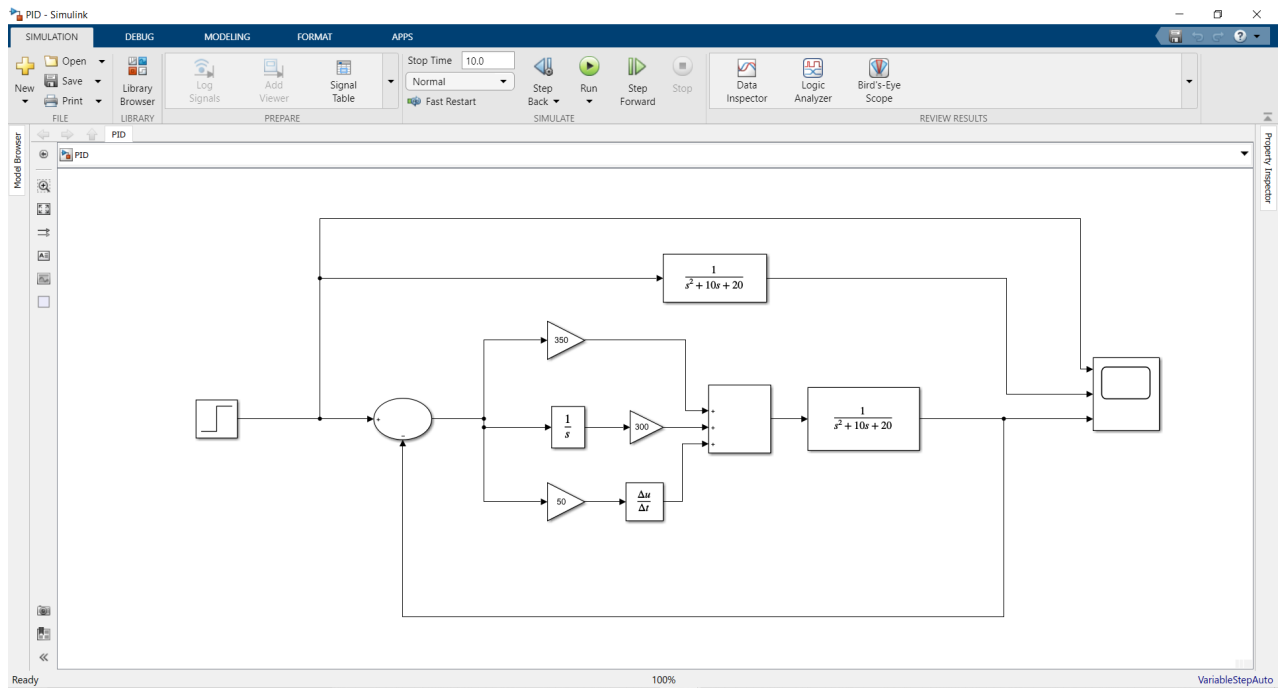 PID - Simulink
SIMULATION DEBUG MODELING FORMAT APPS
New
Open
Save
Print
FILE
Library
Browser
LIBRARY
Log
Signals
Add
Viewer
Signal
Table
PREPARE
Stop Time 10.0
Normal
Fast Restart
Step
Back
Run
Step
Forward
Stop
SIMULATE
Data
Inspector
Logic
Analyzer
Bird's-Eye
Scope
REVIEW RESULTS
Model Browser
PID
PID
Property Inspector
1
s² + 10s + 20
350
+
−
1
s
300
50
Δu
Δt
+
+
+
1
s² + 10s + 20
Ready
100%
VariableStepAuto